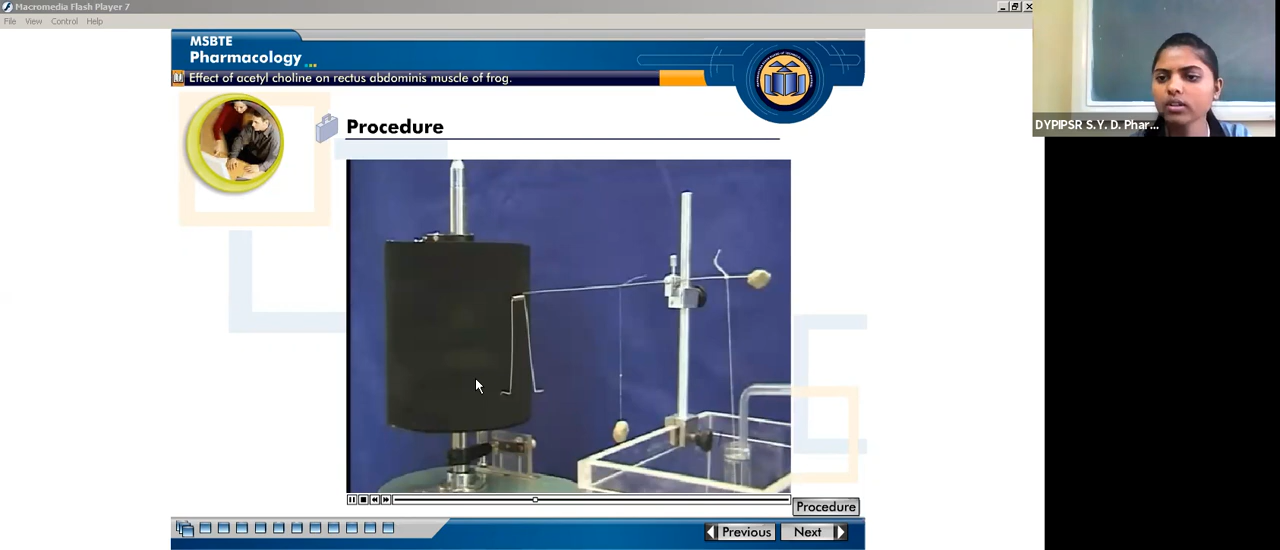 Macromedia Flash Player 7
File View Control Help
MSBTE
Pharmacology
Effect of acetyl choline on rectus abdominis muscle of frog.
Procedure
DYPIPSR S.Y. D. Phar...
Procedure
Previous
Next